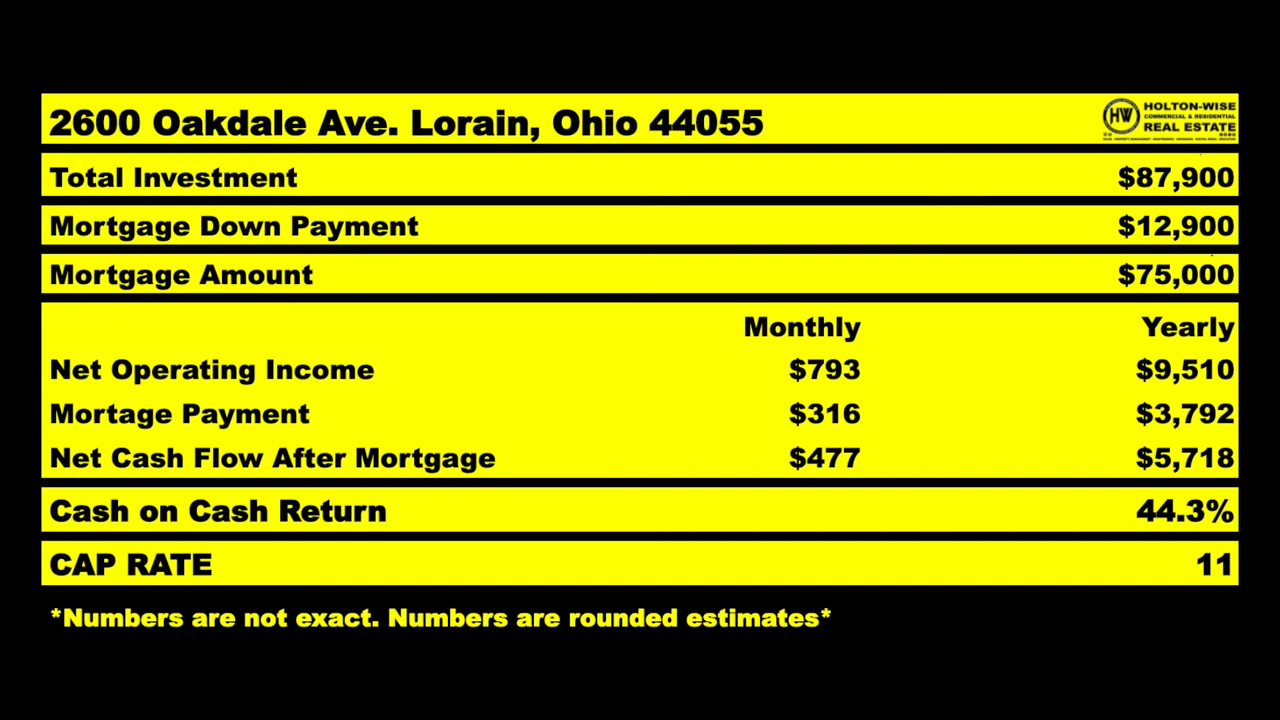 2600 Oakdale Ave. Lorain, Ohio 44055
HOLTON-WISE
COMMERCIAL & RESIDENTIAL
REAL ESTATE
HW
Total Investment $87,900
Mortgage Down Payment $12,900
Mortgage Amount $75,000
Monthly Yearly
Net Operating Income $793 $9,510
Mortage Payment $316 $3,792
Net Cash Flow After Mortgage $477 $5,718
Cash on Cash Return 44.3%
CAP RATE 11
*Numbers are not exact. Numbers are rounded estimates*